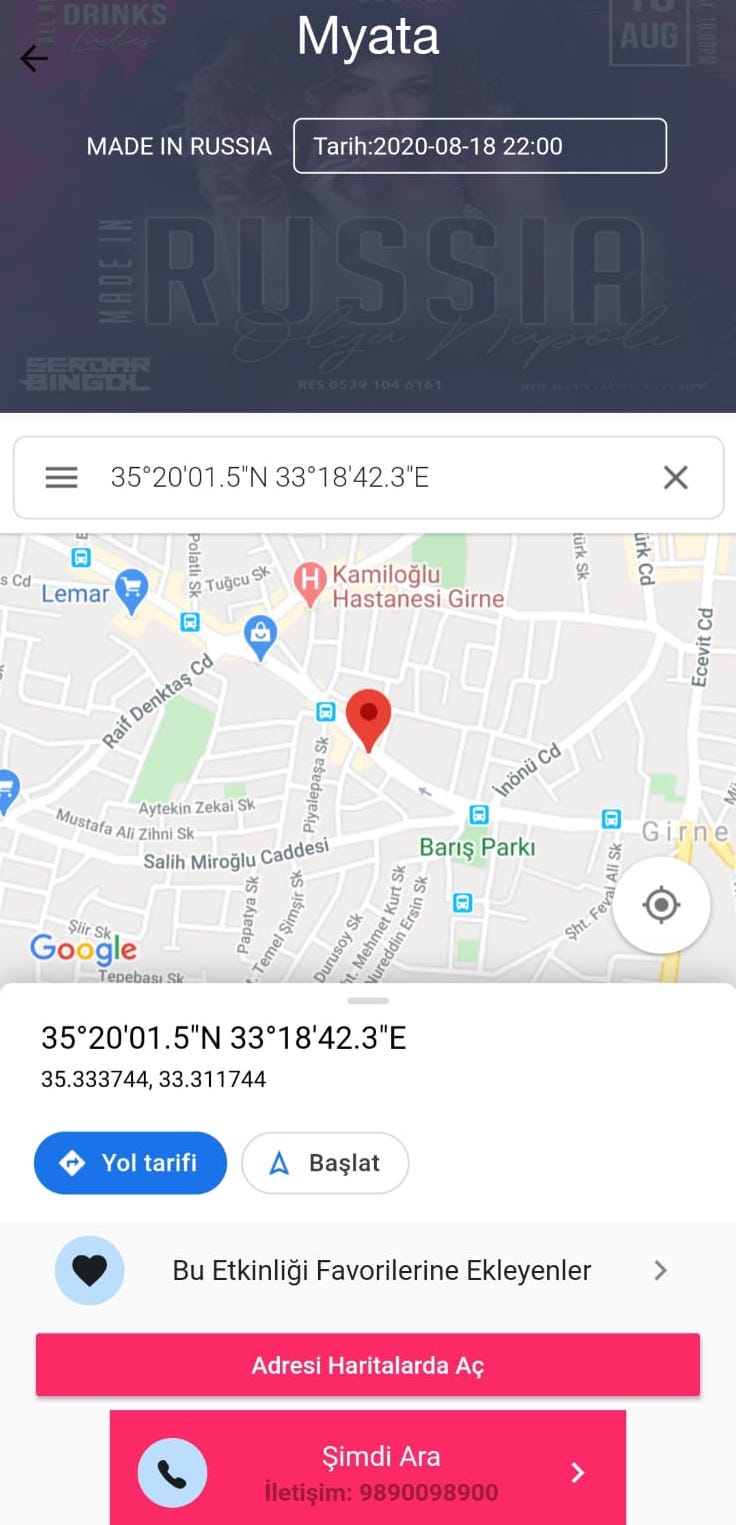 DRINKS
Ladies
AUG
Myata
MADE IN RUSSIA
Tarih:2020-08-18 22:00
MADE IN
RUSSIA
Olga Napoli
SERDAR
BINGOL
RES.0539 104 6161
35°20'01.5"N 33°18'42.3"E
s Cd
Lemar
Polatlı Sk
Tuğcu Sk
Kamiloğlu
Hastanesi Girne
türk Sk
ürk Cd
Ecevit Cd
Raif Denktaş Cd
Piyalepaşa Sk
İnönü Cd
Aytekin Zekai Sk
Mustafa Ali Zihni Sk
Salih Miroğlu Caddesi
Barış Parkı
Girne
Papatya Sk
Temel Şimşir Sk
Durusoy Sk
ht. Mehmet Kurt Sk
Nureddin Ersin Sk
Şht. Fevai Ali Sk
Şiir Sk
Google
Tepebaşı Sk
35°20'01.5"N 33°18'42.3"E
35.333744, 33.311744
Yol tarifi
Başlat
Bu Etkinliği Favorilerine Ekleyenler
Adresi Haritalarda Aç
Şimdi Ara
İletişim: 9890098900